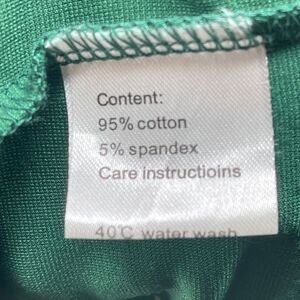 Content:
95% cotton
5% spandex
Care instructioins
40℃ water wash